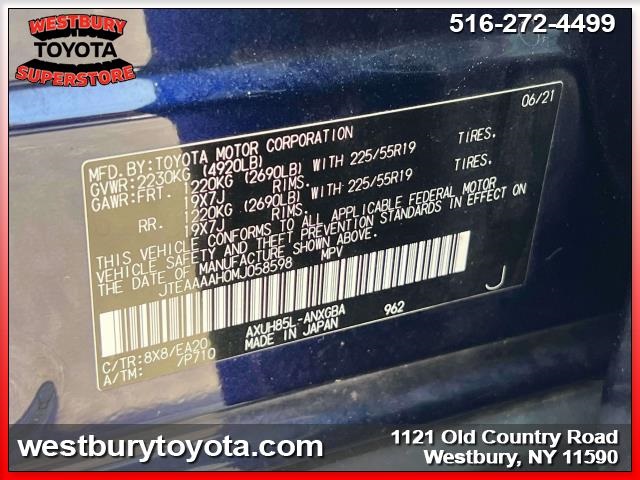 WESTBURY
TOYOTA
SUPERSTORE
516-272-4499
06/21
MFD.BY:TOYOTA MOTOR CORPORATION
GVWR:2230KG (4920LB)
GAWR:FRT. 1220KG (2690LB) WITH 225/55R19 TIRES.
19X7J RIMS.
RR. 1220KG (2690LB) WITH 225/55R19 TIRES.
19X7J RIMS.
THIS VEHICLE CONFORMS TO ALL APPLICABLE FEDERAL MOTOR
VEHICLE SAFETY AND THEFT PREVENTION STANDARDS IN EFFECT ON
THE DATE OF MANUFACTURE SHOWN ABOVE.
JTEAAAAH0MJ058598 MPV
J
C/TR:8X8/EA20 AXUH85L-ANXGBA 962
A/TM: /P710 MADE IN JAPAN
westburytoyota.com
1121 Old Country Road
Westbury, NY 11590